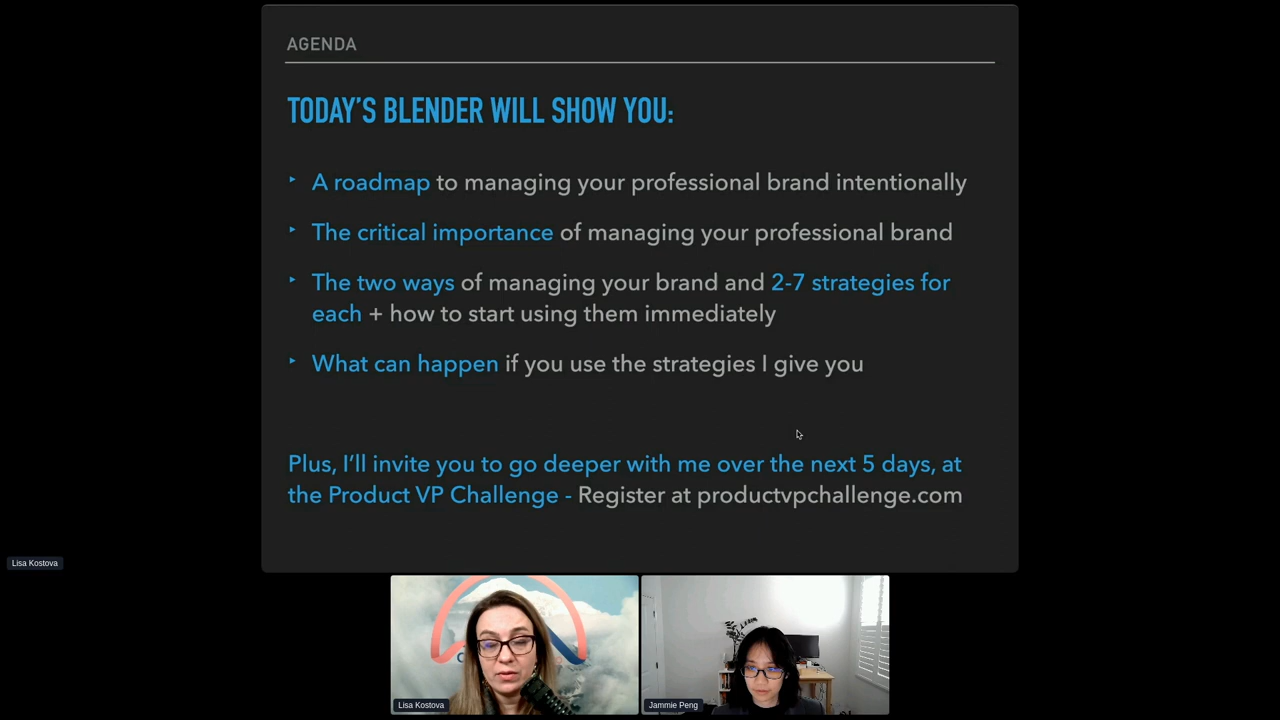 AGENDA
TODAY'S BLENDER WILL SHOW YOU:
‣ A roadmap to managing your professional brand intentionally
‣ The critical importance of managing your professional brand
‣ The two ways of managing your brand and 2-7 strategies for
each + how to start using them immediately
‣ What can happen if you use the strategies I give you
Plus, I'll invite you to go deeper with me over the next 5 days, at
the Product VP Challenge - Register at productvpchallenge.com
Lisa Kostova
Lisa Kostova
Jammie Peng